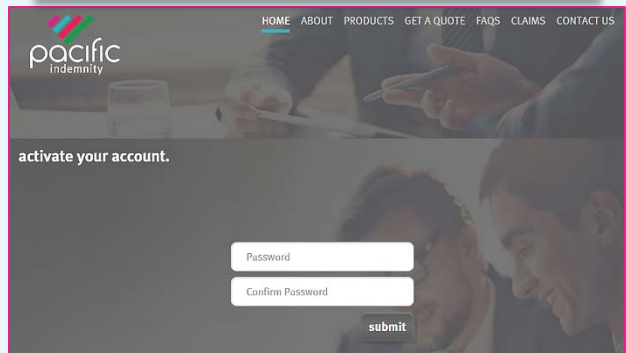 HOME ABOUT PRODUCTS GET A QUOTE FAQS CLAIMS CONTACT US
pacific
indemnity
activate your account.
Password
Confirm Password
submit